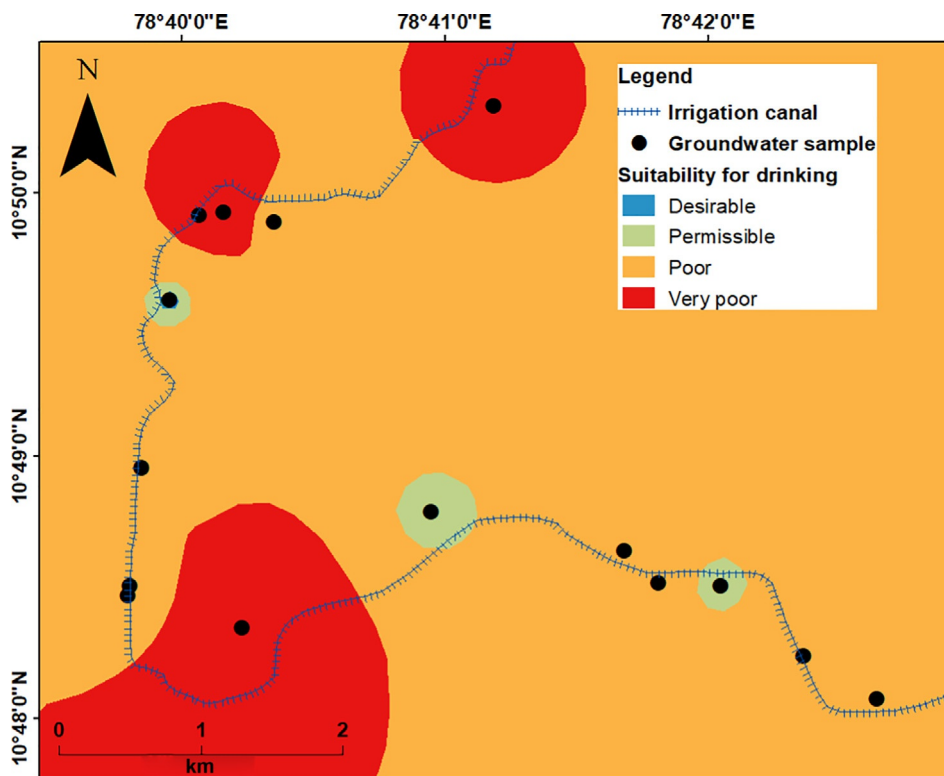 78°40'0"E 78°41'0"E 78°42'0"E
N
10°50'0"N
10°49'0"N
10°48'0"N
Legend
Irrigation canal
Groundwater sample
Suitability for drinking
Desirable
Permissible
Poor
Very poor
0 1 2
km